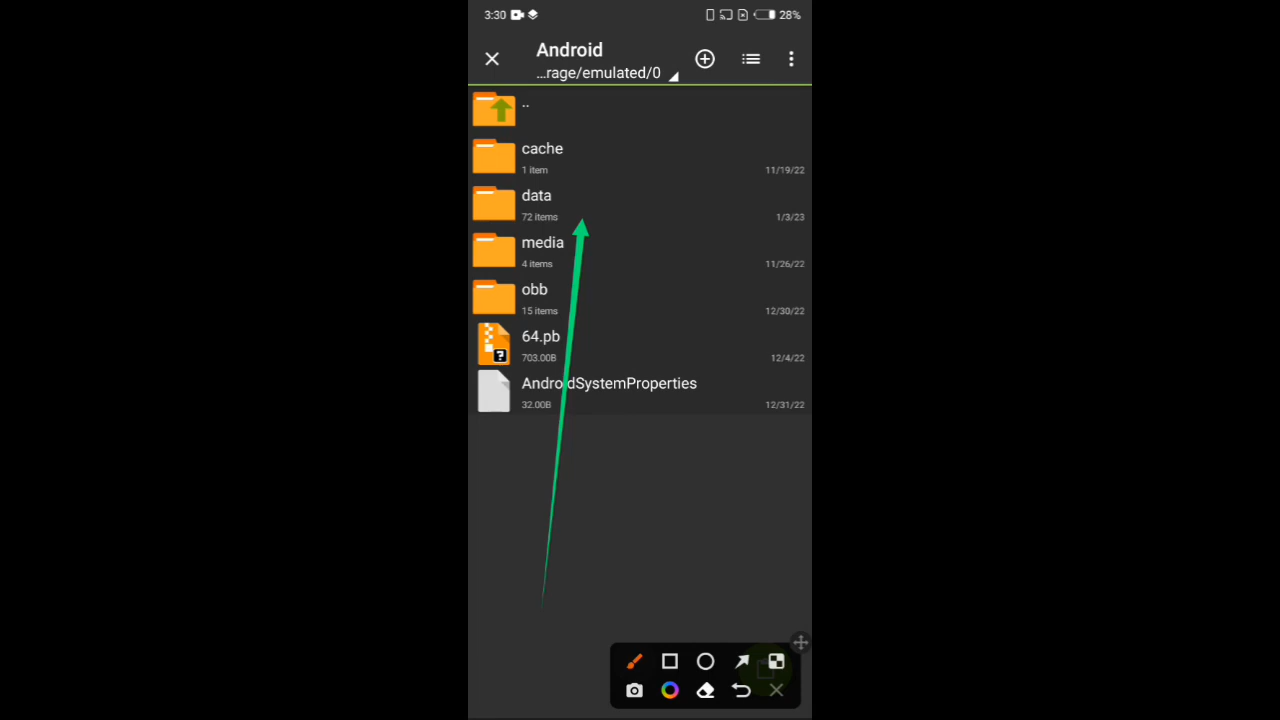 3:30
28%
Android
...rage/emulated/0
..
cache
1 item
11/19/22
data
72 items
1/3/23
media
4 items
11/26/22
obb
15 items
12/30/22
64.pb
?
703.00B
12/4/22
AndroidSystemProperties
32.00B
12/31/22